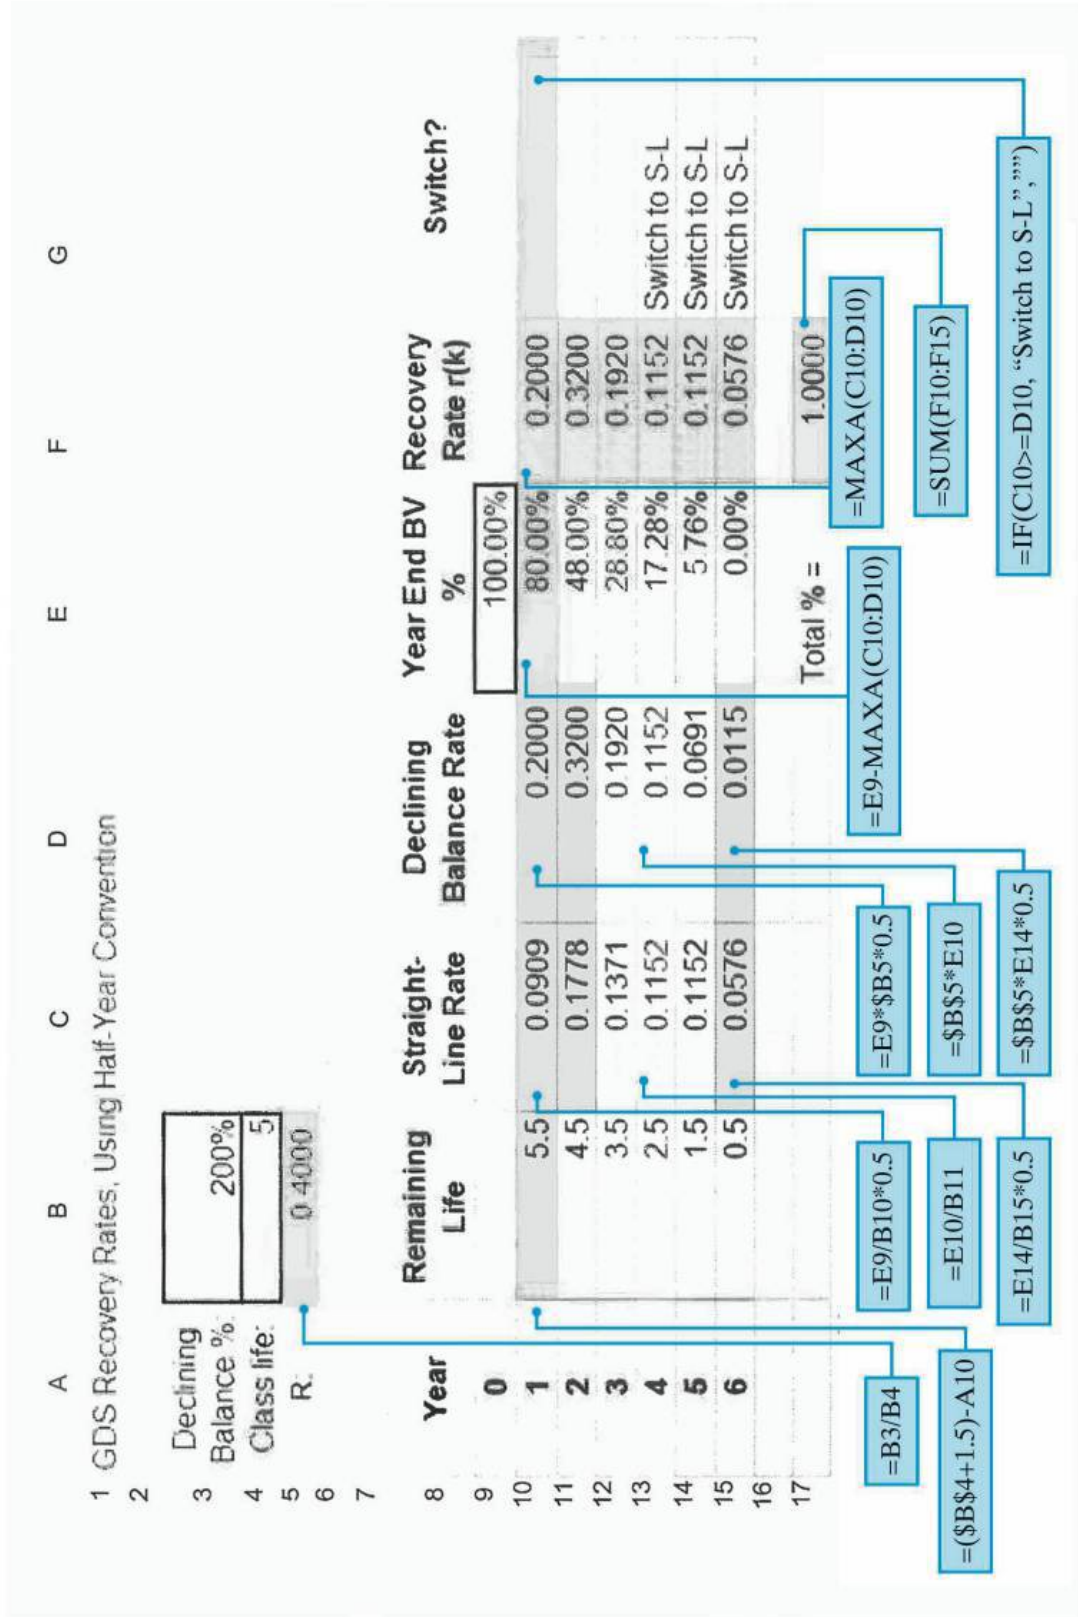 A B C D E F G
1 GDS Recovery Rates, Using Half-Year Convention
2
Declining
3 Balance %: 200%
4 Class life: 5
5 R: 0.4000
6
7
Remaining Straight- Declining Year End BV Recovery
8 Year Life Line Rate Balance Rate % Rate r(k) Switch?
9 0 100.00%
10 1 5.5 0.0909 0.2000 80.00% 0.2000
11 2 4.5 0.1778 0.3200 48.00% 0.3200
12 3 3.5 0.1371 0.1920 28.80% 0.1920
13 4 2.5 0.1152 0.1152 17.28% 0.1152 Switch to S-L
14 5 1.5 0.1152 0.0691 5.76% 0.1152 Switch to S-L
15 6 0.5 0.0576 0.0115 0.00% 0.0576 Switch to S-L
16
17 Total % = 1.0000
=B3/B4
=($B$4+1.5)-A10
=E9/B10*0.5
=E10/B11
=E14/B15*0.5
=E9*$B5*0.5
=$B$5*E10
=$B$5*E14*0.5
=E9-MAXA(C10:D10)
=MAXA(C10:D10)
=SUM(F10:F15)
=IF(C10>=D10, “Switch to S-L”,””)